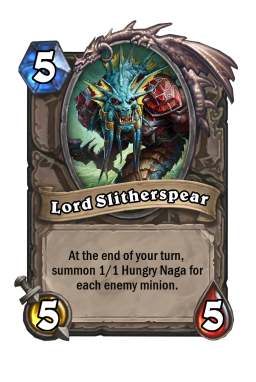 5
Lord Slitherspear
At the end of your turn,
summon 1/1 Hungry Naga for
each enemy minion.
5
5